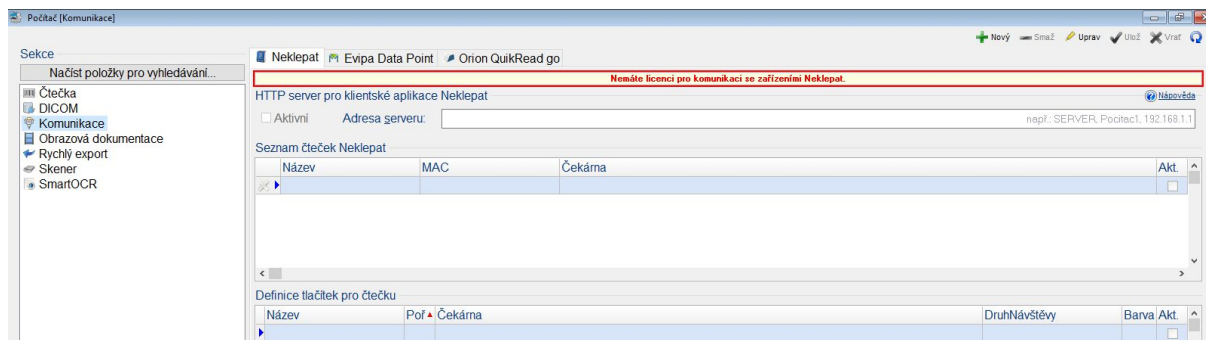 Počítač [Komunikace]
Nový Smaž Uprav Ulož Vrať
Sekce
Načíst položky pro vyhledávání...
Čtečka
DICOM
Komunikace
Obrazová dokumentace
Rychlý export
Skener
SmartOCR
Neklepat Evipa Data Point Orion QuikRead go
Nemáte licenci pro komunikaci se zařízeními Neklepat.
HTTP server pro klientské aplikace Neklepat Nápověda
Aktivní Adresa serveru: např.: SERVER, Pocitac1, 192.168.1.1
Seznam čteček Neklepat
Název MAC Čekárna Akt.
Definice tlačítek pro čtečku
Název Poř Čekárna DruhNávštěvy Barva Akt.